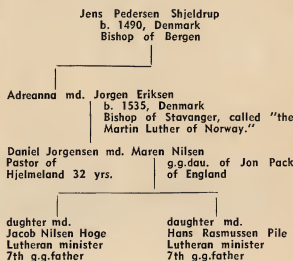 Jens Pedersen Shjeldrup
b. 1490, Denmark
Bishop of Bergen
Adreanna md. Jorgen Eriksen
b. 1535, Denmark
Bishop of Stavanger, called "the
Martin Luther of Norway."
Daniel Jorgensen md. Maren Nilsen
Pastor of
Hjelmeland 32 yrs.
g.g.dau. of Jon Pack
of England
dughter md.
Jacob Nilsen Hoge
Lutheran minister
7th g.g.father
daughter md.
Hans Rasmussen Pile
Lutheran minister
7th g.g.father